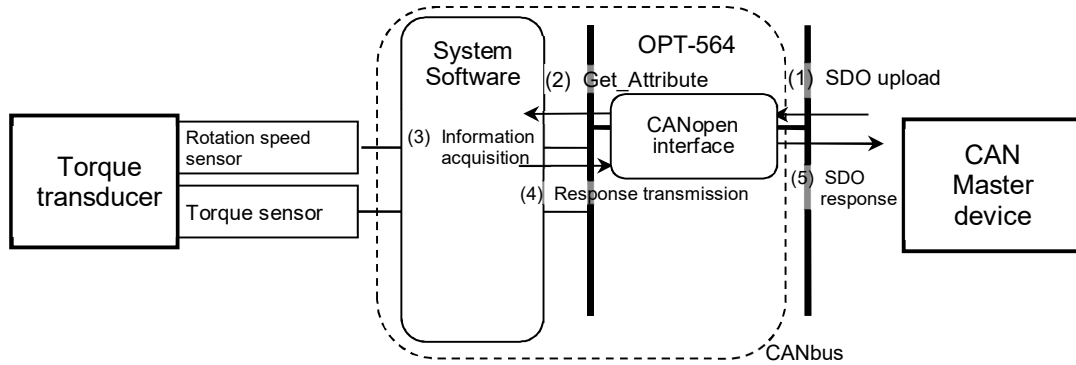 Torque
transducer
Rotation speed
sensor
Torque sensor
System
Software
OPT-564
(2) Get_Attribute
(1) SDO upload
(3) Information
acquisition
CANopen
interface
(4) Response transmission
(5) SDO
response
CAN
Master
device
CANbus